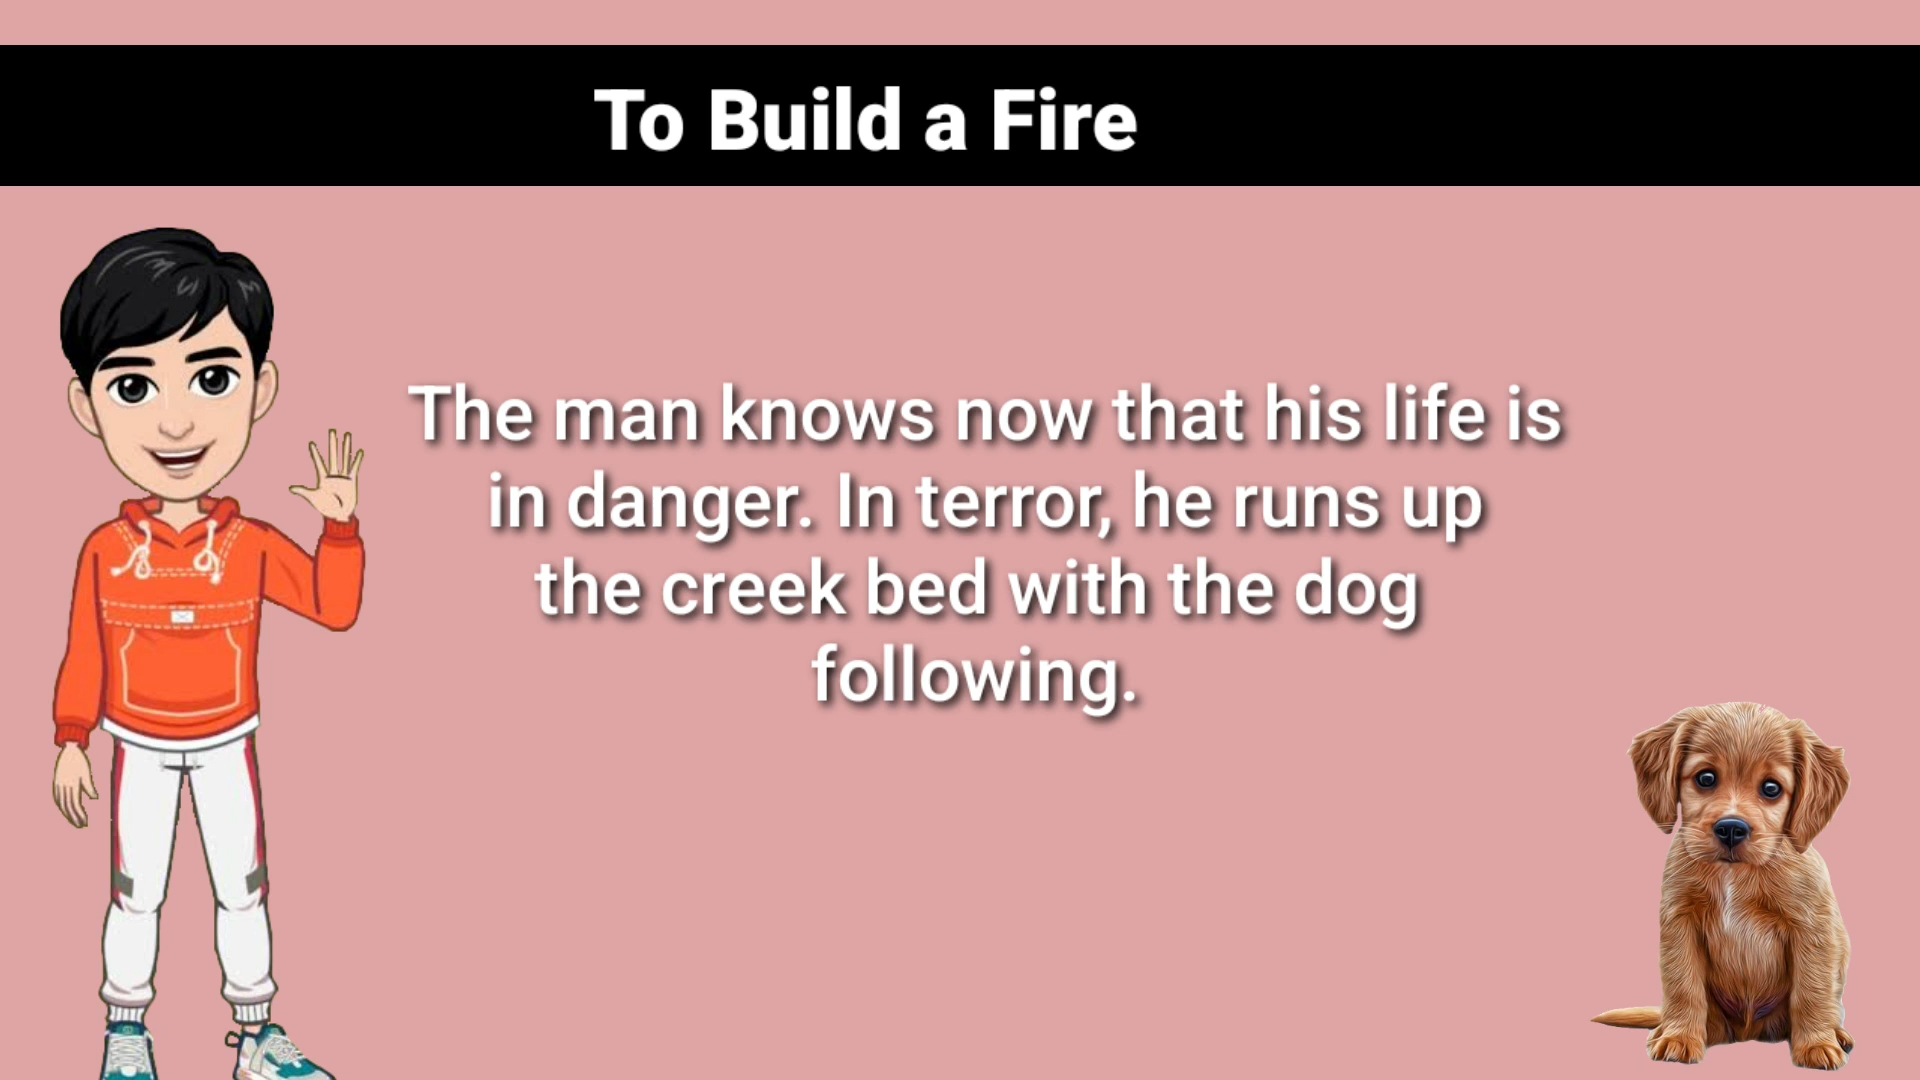 To Build a Fire
The man knows now that his life is
in danger. In terror, he runs up
the creek bed with the dog
following.